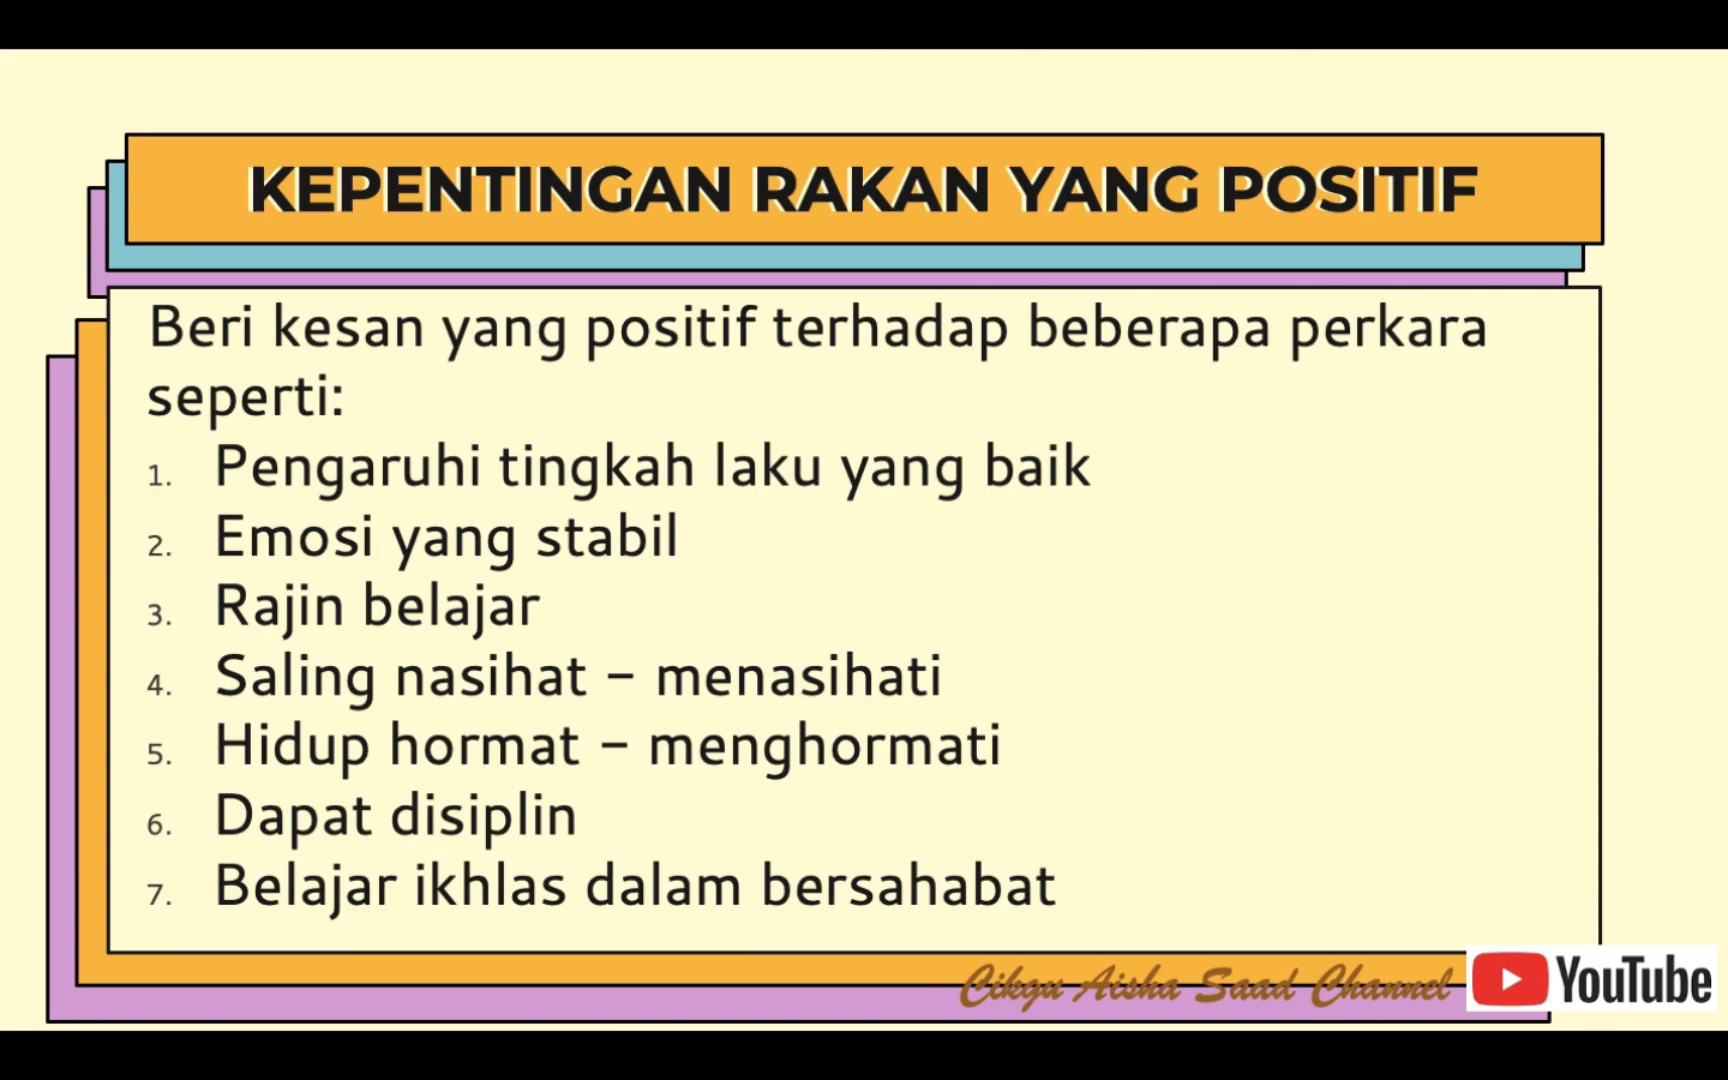 KEPENTINGAN RAKAN YANG POSITIF
Beri kesan yang positif terhadap beberapa perkara
seperti:
1. Pengaruhi tingkah laku yang baik
2. Emosi yang stabil
3. Rajin belajar
4. Saling nasihat – menasihati
5. Hidup hormat – menghormati
6. Dapat disiplin
7. Belajar ikhlas dalam bersahabat
Cikgu Aisha Saad Channel YouTube